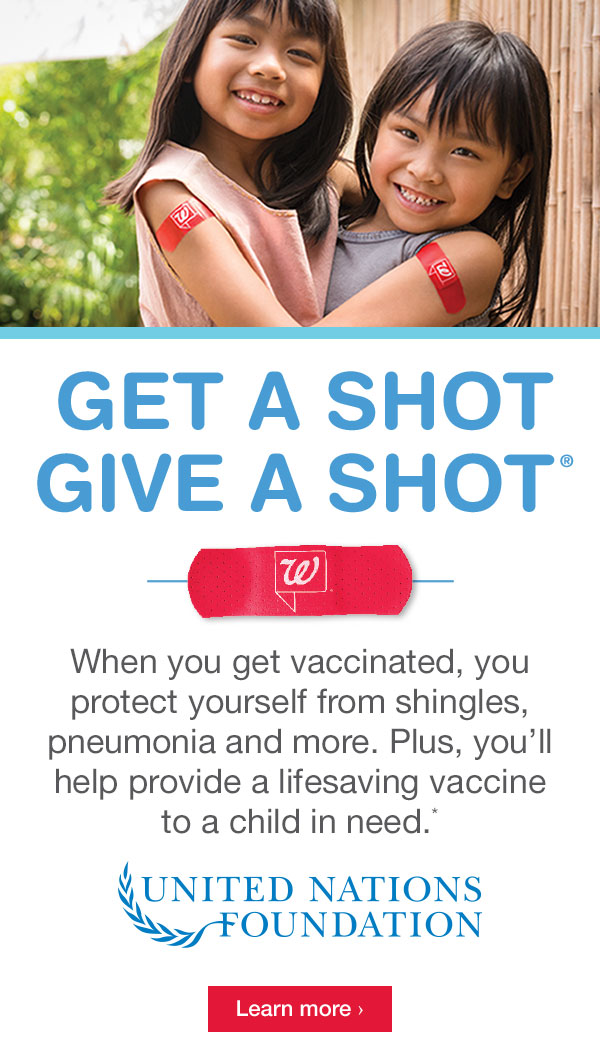 W
W
GET A SHOT
GIVE A SHOT®
W
When you get vaccinated, you
protect yourself from shingles,
pneumonia and more. Plus, you’ll
help provide a lifesaving vaccine
to a child in need.*
UNITED NATIONS
FOUNDATION
Learn more ›